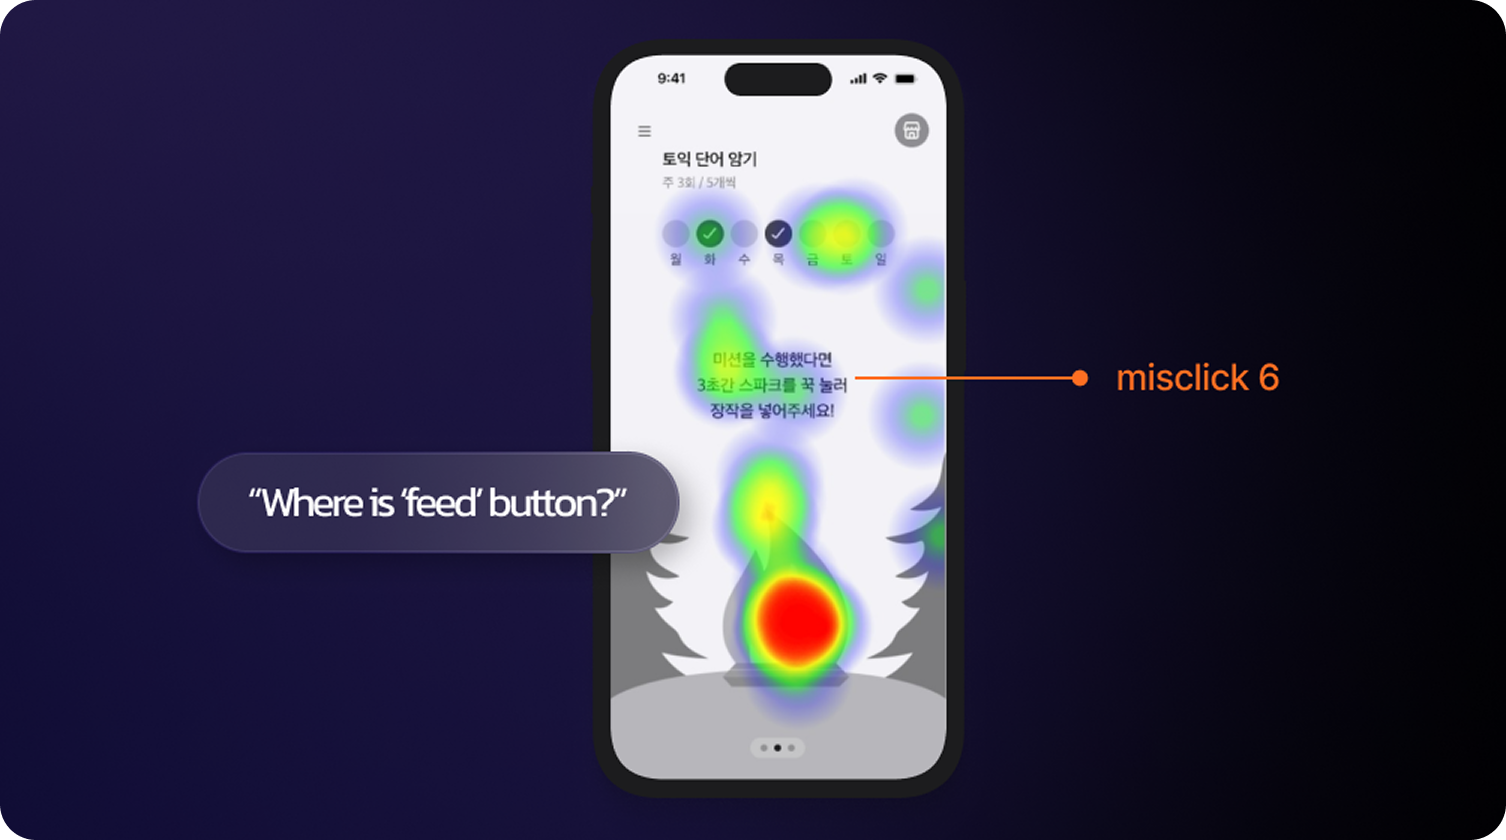 9:41
토익 단어 암기
주 3회 / 5개씩
월 화 수 목 금 토 일
미션을 수행했다면
3초간 스파크를 꾹 눌러
장작을 넣어주세요!
misclick 6
“Where is ‘feed’ button?”